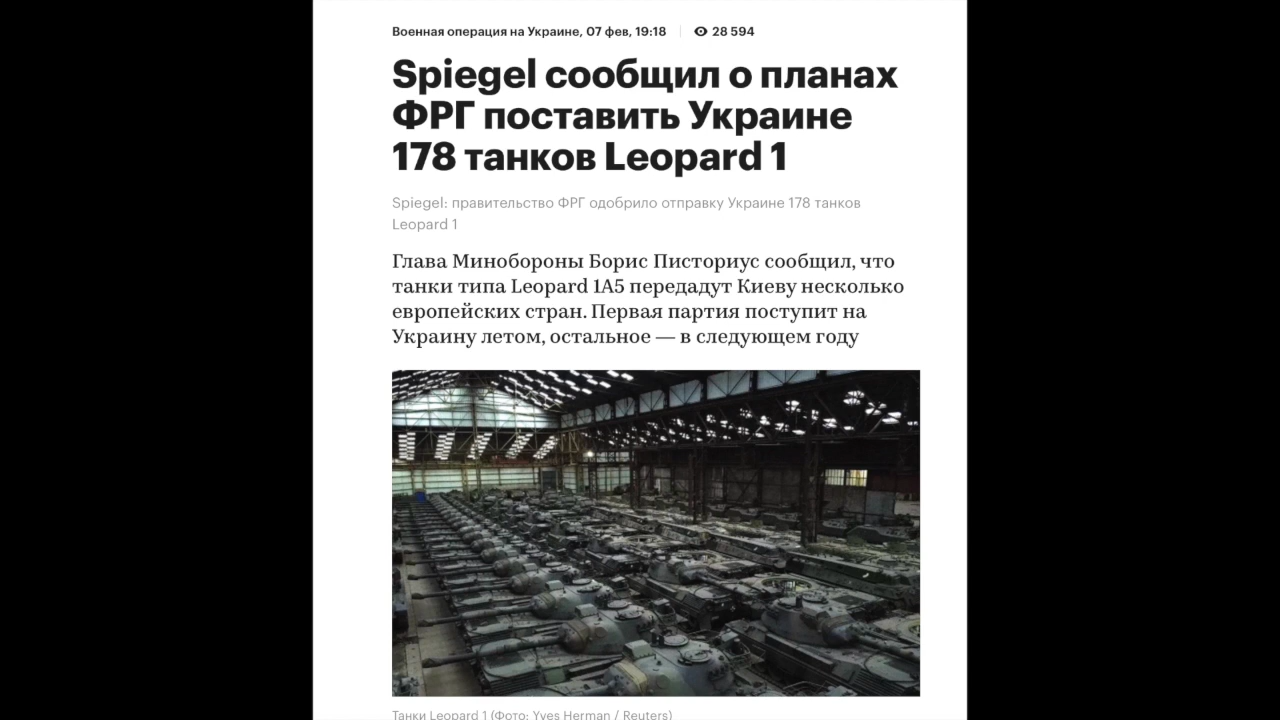 Военная операция на Украине, 07 фев, 19:18 28 594
Spiegel сообщил о планах
ФРГ поставить Украине
178 танков Leopard 1
Spiegel: правительство ФРГ одобрило отправку Украине 178 танков
Leopard 1
Глава Минобороны Борис Писториус сообщил, что
танки типа Leopard 1A5 передадут Киеву несколько
европейских стран. Первая партия поступит на
Украину летом, остальное — в следующем году
Танки Leopard 1 (Фото: Yves Herman / Reuters)